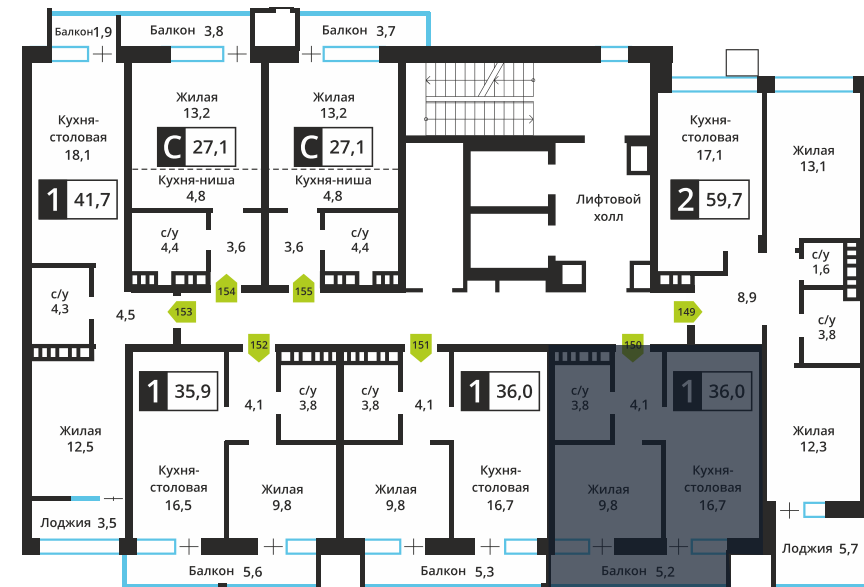 Балкон 1,9
Балкон 3,8
Балкон 3,7
Кухня-
столовая
18,1
1 41,7
Жилая
13,2
С 27,1
Кухня-ниша
4,8
Жилая
13,2
С 27,1
Кухня-ниша
4,8
Кухня-
столовая
17,1
2 59,7
Жилая
13,1
Лифтовой
холл
с/у
4,4
3,6
3,6
с/у
4,4
с/у
1,6
с/у
4,3
4,5
153
154
155
149
8,9
с/у
3,8
152
151
150
1 35,9
4,1
с/у
3,8
с/у
3,8
4,1
1 36,0
с/у
3,8
4,1
1 36,0
Жилая
12,5
Жилая
12,3
Кухня-
столовая
16,5
Жилая
9,8
Жилая
9,8
Кухня-
столовая
16,7
Жилая
9,8
Кухня-
столовая
16,7
Лоджия 3,5
Лоджия 5,7
Балкон 5,6
Балкон 5,3
Балкон 5,2